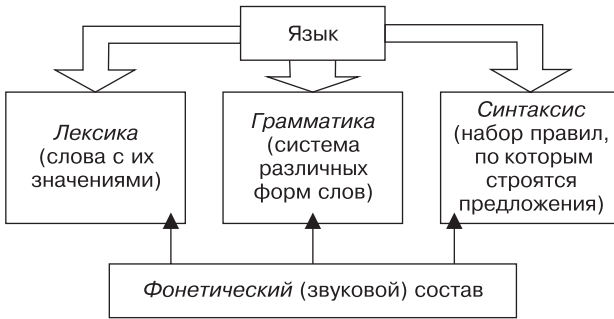 Язык
Лексика
(слова с их
значениями)
Грамматика
(система
различных
форм слов)
Синтаксис
(набор правил,
по которым
строятся
предложения)
Фонетический (звуковой) состав